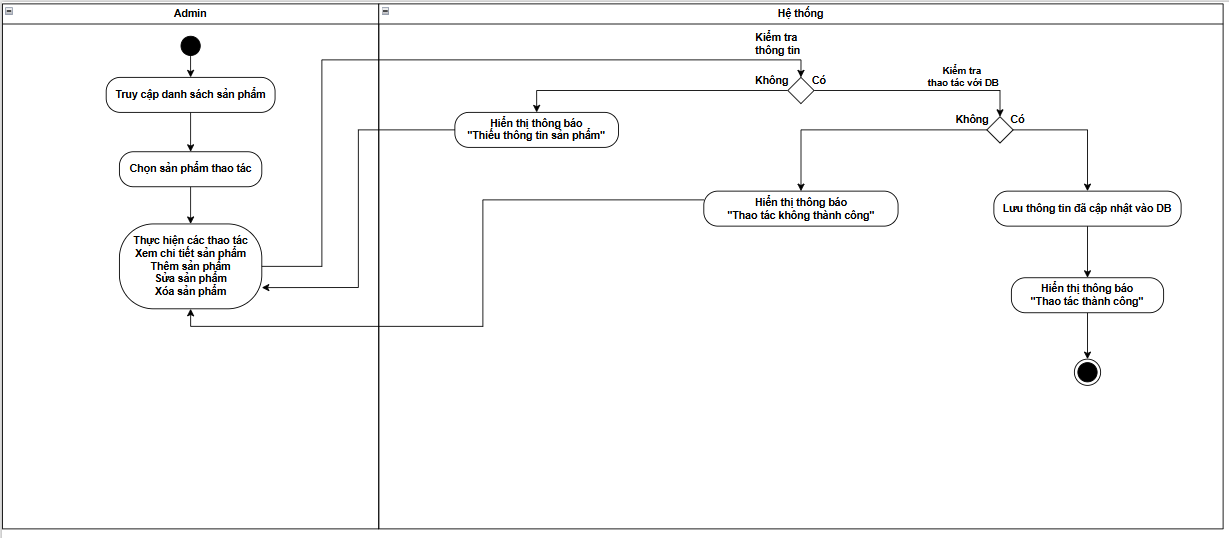 Admin
Hệ thống
Kiểm tra
thông tin
Không
Có
Kiểm tra
thao tác với DB
Truy cập danh sách sản phẩm
Hiển thị thông báo
"Thiếu thông tin sản phẩm"
Không
Có
Chọn sản phẩm thao tác
Hiển thị thông báo
"Thao tác không thành công"
Lưu thông tin đã cập nhật vào DB
Thực hiện các thao tác
Xem chi tiết sản phẩm
Thêm sản phẩm
Sửa sản phẩm
Xóa sản phẩm
Hiển thị thông báo
"Thao tác thành công"